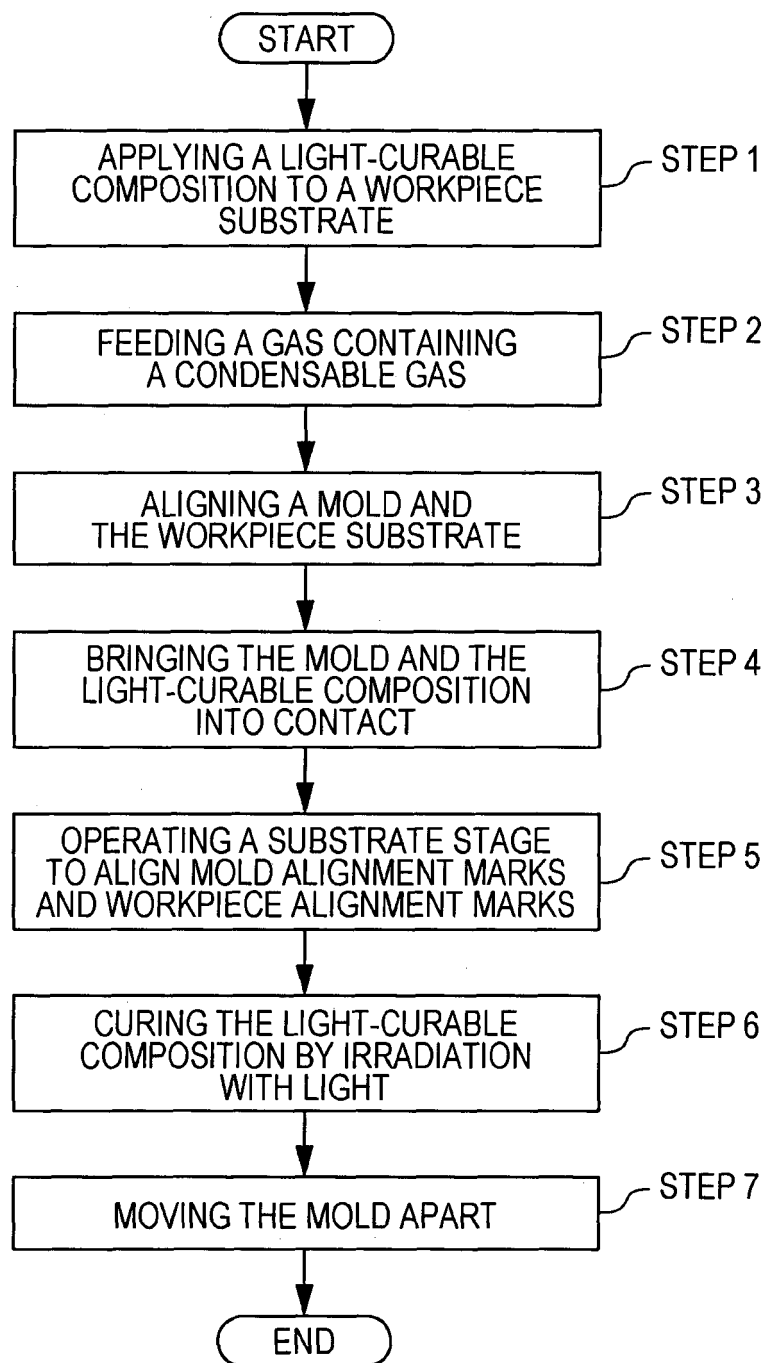 START
APPLYING A LIGHT-CURABLE
COMPOSITION TO A WORKPIECE
SUBSTRATE
STEP 1
FEEDING A GAS CONTAINING
A CONDENSABLE GAS
STEP 2
ALIGNING A MOLD AND
THE WORKPIECE SUBSTRATE
STEP 3
BRINGING THE MOLD AND THE
LIGHT-CURABLE COMPOSITION
INTO CONTACT
STEP 4
OPERATING A SUBSTRATE STAGE
TO ALIGN MOLD ALIGNMENT MARKS
AND WORKPIECE ALIGNMENT MARKS
STEP 5
CURING THE LIGHT-CURABLE
COMPOSITION BY IRRADIATION
WITH LIGHT
STEP 6
MOVING THE MOLD APART
STEP 7
END